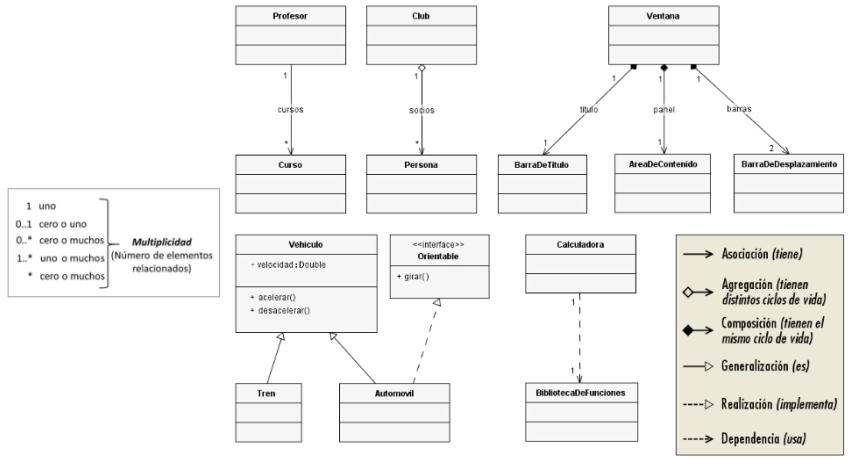 Profesor
1
cursos
*
Curso
Club
1
socios
*
Persona
Ventana
1
1
1
título
panel
barras
1
1
2
BarraDeTítulo
AreaDeContenido
BarraDeDesplazamiento
1 uno
0..1 cero o uno
0..* cero o muchos
1..* uno o muchos
* cero o muchos
Multiplicidad
(Número de elementos
relacionados)
Vehículo
- velocidad:Double
+ acelerar()
+ desacelerar()
Tren
Automovil
<<interface>>
Orientable
+ girar()
Calculadora
1
1
BibliotecaDeFunciones
Asociación (tiene)
Agregación (tienen
distintos ciclos de vida)
Composición (tienen el
mismo ciclo de vida)
Generalización (es)
Realización (implementa)
Dependencia (usa)